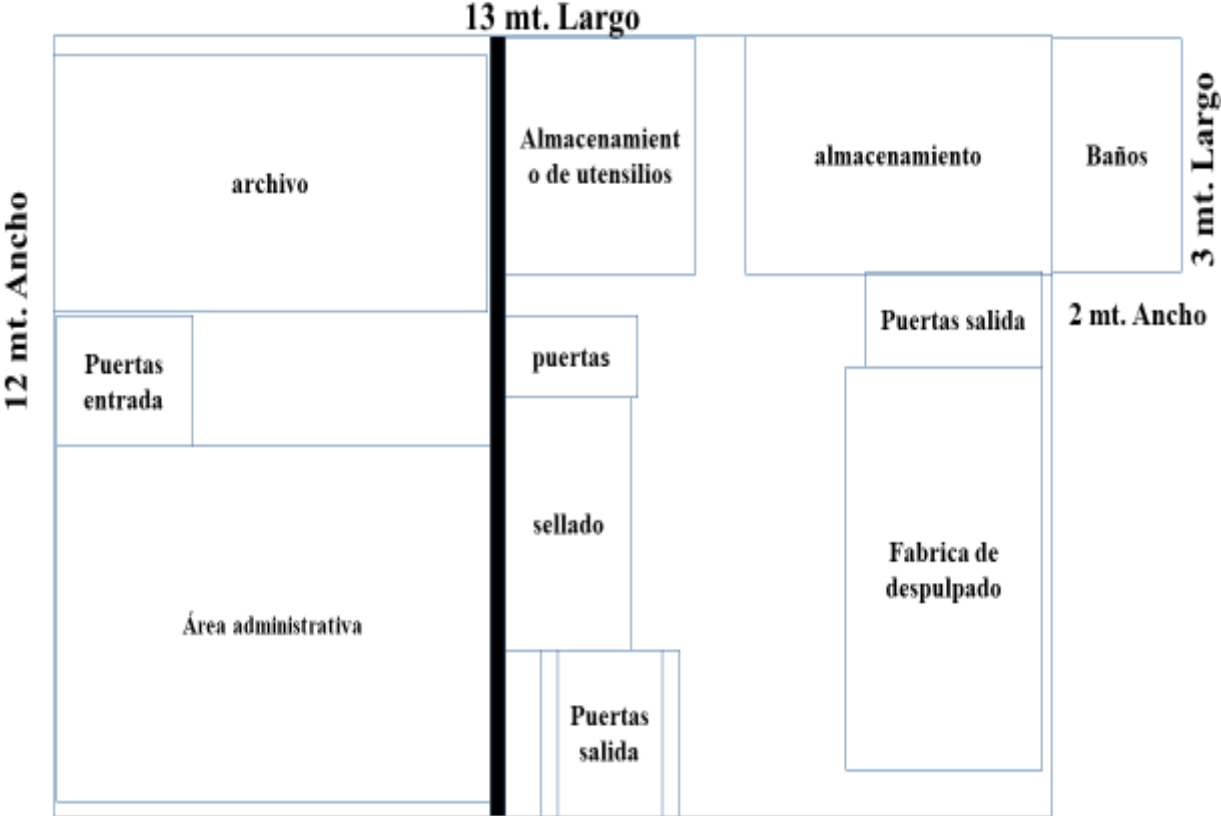 13 mt. Largo
12 mt. Ancho
archivo
Almacenamient
o de utensilios
almacenamiento
Baños
3 mt. Largo
Puertas
entrada
puertas
Puertas salida
2 mt. Ancho
sellado
Fabrica de
despulpado
Área administrativa
Puertas
salida